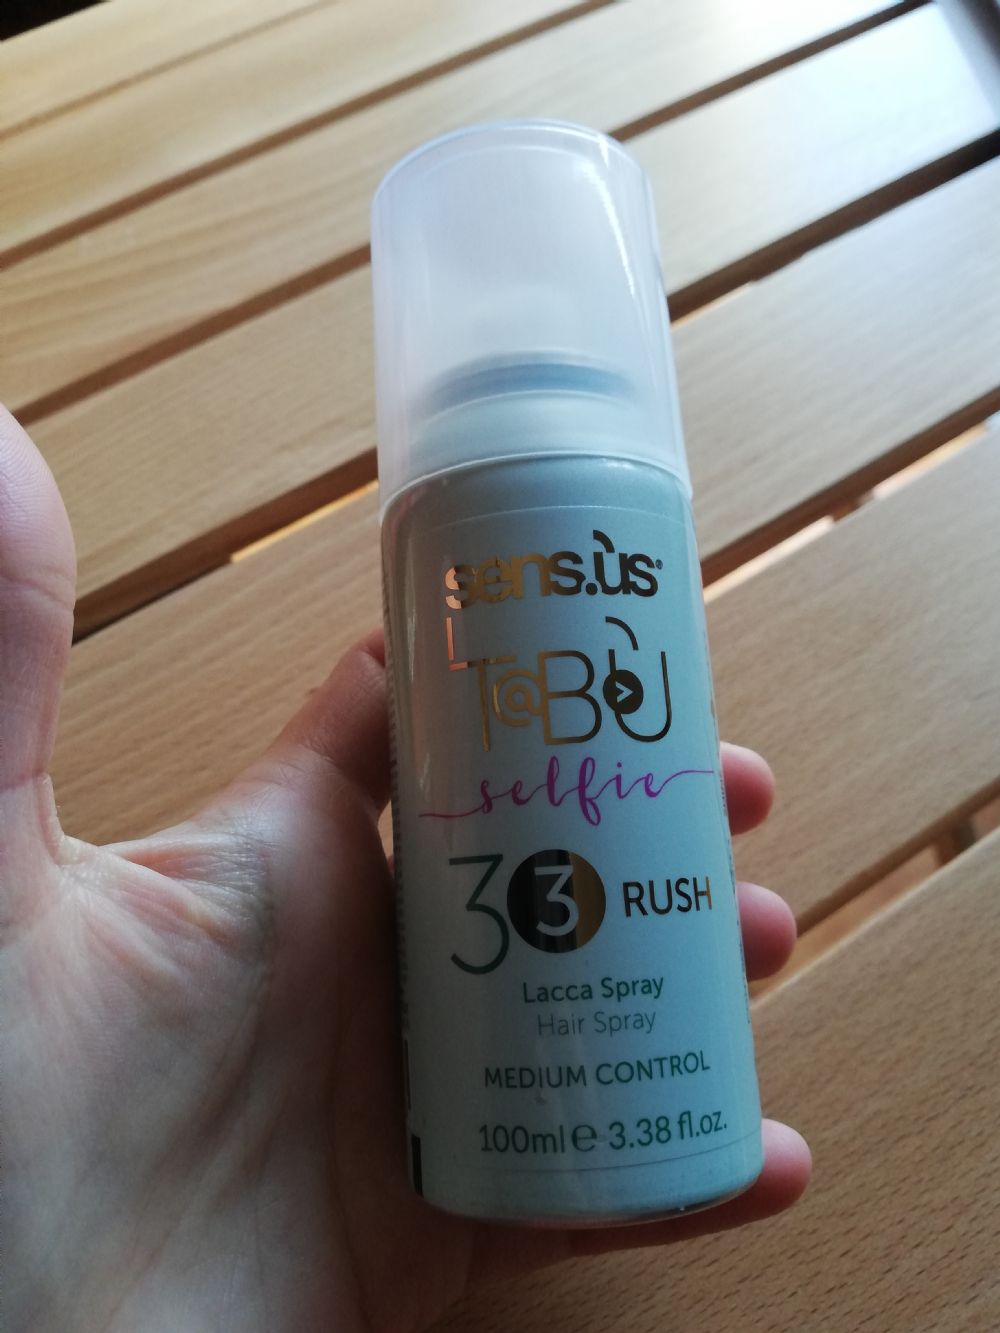 sens.ùs®
T@BÙ
selfie
33 RUSH
Lacca Spray
Hair Spray
MEDIUM CONTROL
100ml e 3.38 fl.oz.